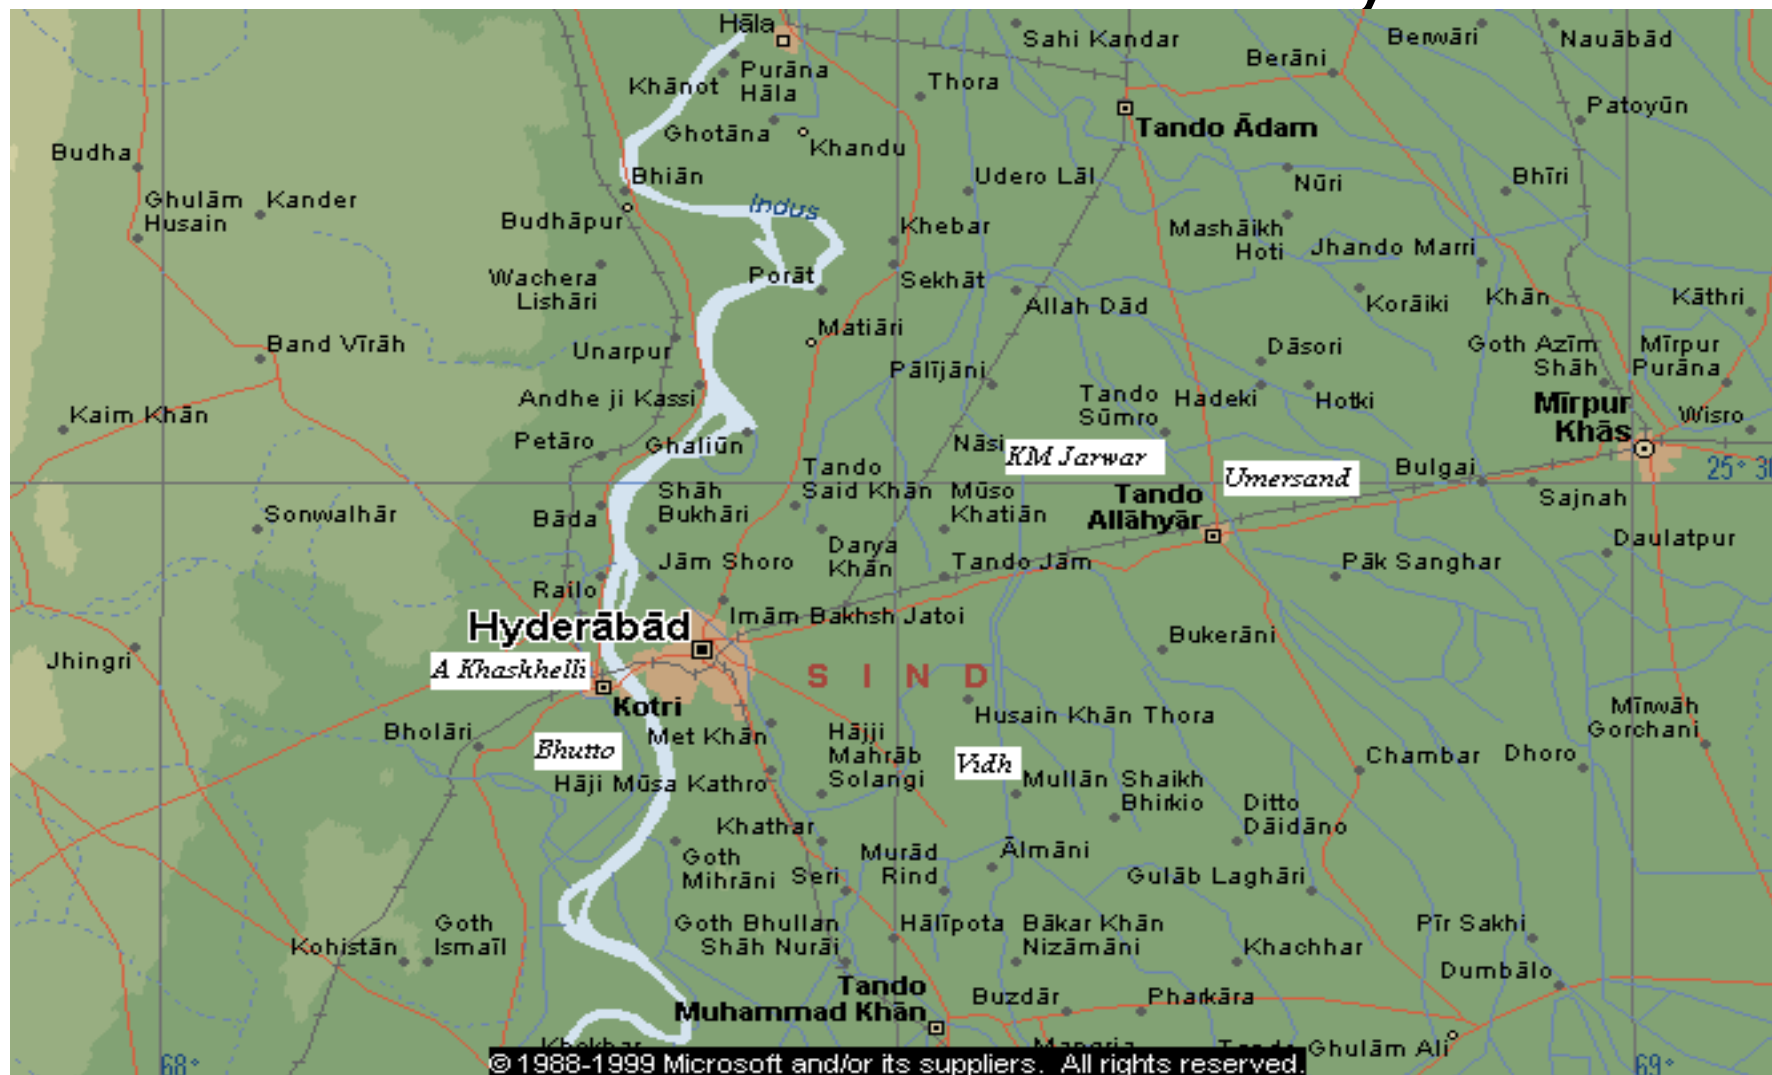 Hāla
Sahi Kandar
Berwāri
Nauābād
Berāni
Khānot
Purāna
Hāla
Thora
Patoyūn
Ghotāna
Khandu
Tando Ādam
Budha
Bhiān
Udero Lāl
Nūri
Bhīri
Ghulām
Husain
Kander
Indus
Budhāpur
Khebar
Mashāikh
Hoti
Jhando Marri
Wachera
Lishāri
Porāt
Sekhāt
Allah Dād
Korāiki
Khān
Kāthri
Matiāri
Band Vīrāh
Unarpur
Dāsori
Goth Azīm
Shāh
Mīrpur
Purāna
Pālījāni
Andhe ji Kassi
Tando
Sūmro
Hadeki
Hotki
Mīrpur
Khās
Wisro
Kaim Khān
Petāro
Ghaliūn
Nāsi
KM Jarwar
Tando
Said Khān
Umersand
Bulgai
25° 30
Shāh
Bukhāri
Mūso
Khatiān
Tando
Allāhyār
Sajnah
Sonwalhār
Bāda
Darya
Khān
Daulatpur
Jām Shoro
Tando Jām
Pāk Sanghar
Railo
Hyderābād
Imām Bakhsh Jatoi
Bukerāni
Jhingri
A Khaskhelli
SIND
Kotri
Husain Khān Thora
Mīrwāh
Gorchani
Bholāri
Bhutto
Met Khān
Hājji
Mahrāb
Solangi
Vidh
Chambar
Dhoro
Hāji Mūsa Kathro
Mullān Shaikh
Bhirkio
Ditto
Dāidāno
Khathar
Goth
Mihrāni
Seri
Murād
Rind
Ālmāni
Gulāb Laghāri
Goth
Ismaīl
Kohistān
Goth Bhullan
Shāh Nurāi
Hālīpota
Bākar Khān
Nizāmāni
Khachhar
Pīr Sakhi
Dumbālo
Tando
Muhammad Khān
Buzdār
Pharkāra
Khokhar
Tando Ghulām Ali
68°
69°
© 1988-1999 Microsoft and/or its suppliers. All rights reserved.